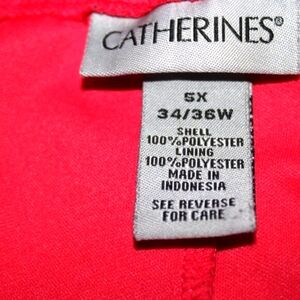 CATHERINES®
5X
34/36W
SHELL
100%POLYESTER
LINING
100%POLYESTER
MADE IN
INDONESIA
SEE REVERSE
FOR CARE